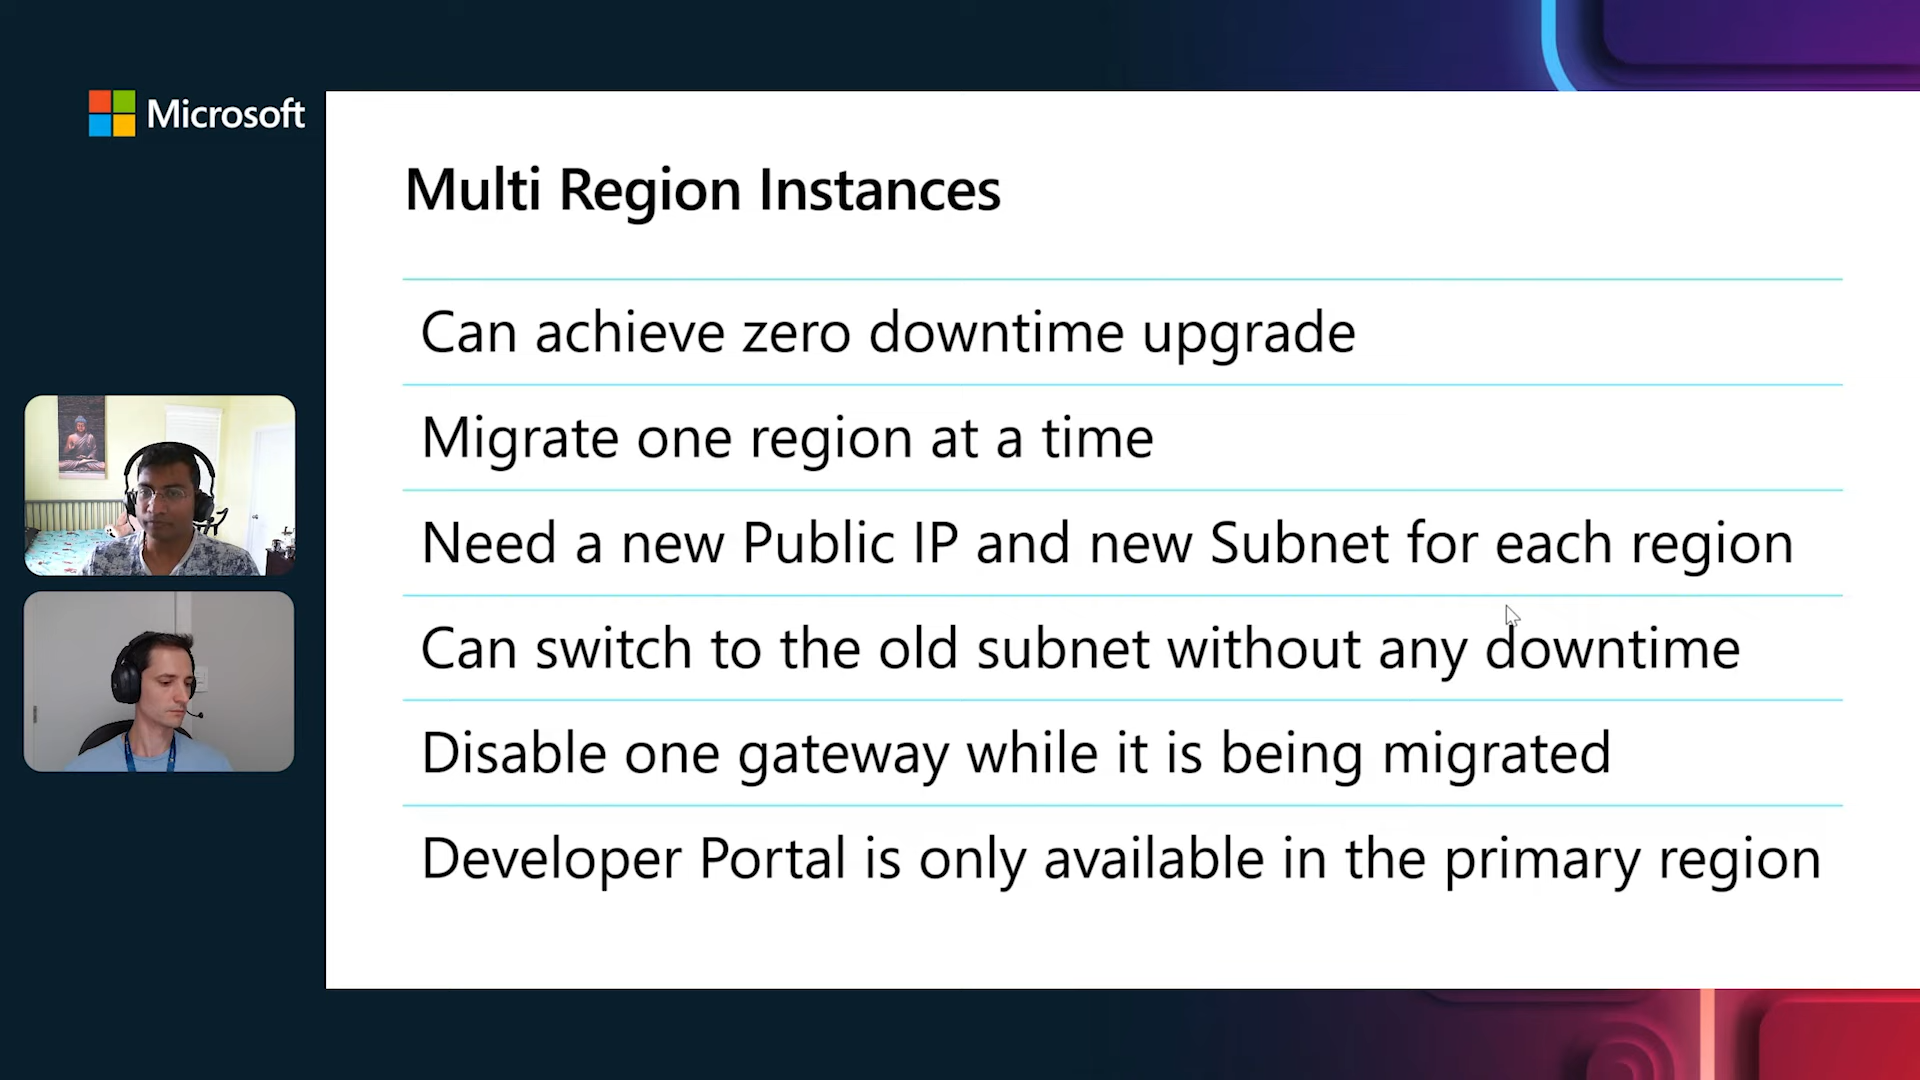 Microsoft
Multi Region Instances
Can achieve zero downtime upgrade
Migrate one region at a time
Need a new Public IP and new Subnet for each region
Can switch to the old subnet without any downtime
Disable one gateway while it is being migrated
Developer Portal is only available in the primary region